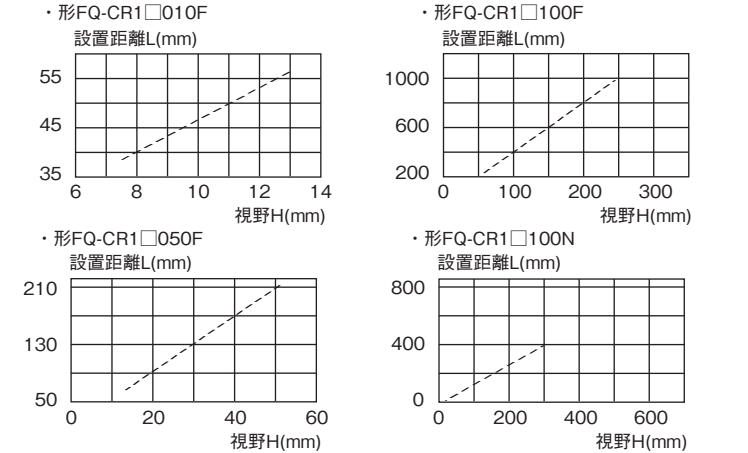 ・形FQ-CR1□010F
設置距離L(mm)
55
45
35
6 8 10 12 14
視野H(mm)
・形FQ-CR1□100F
設置距離L(mm)
1000
600
200
0 100 200 300
視野H(mm)
・形FQ-CR1□050F
設置距離L(mm)
210
130
50
0 20 40 60
視野H(mm)
・形FQ-CR1□100N
設置距離L(mm)
800
400
0
0 200 400 600
視野H(mm)